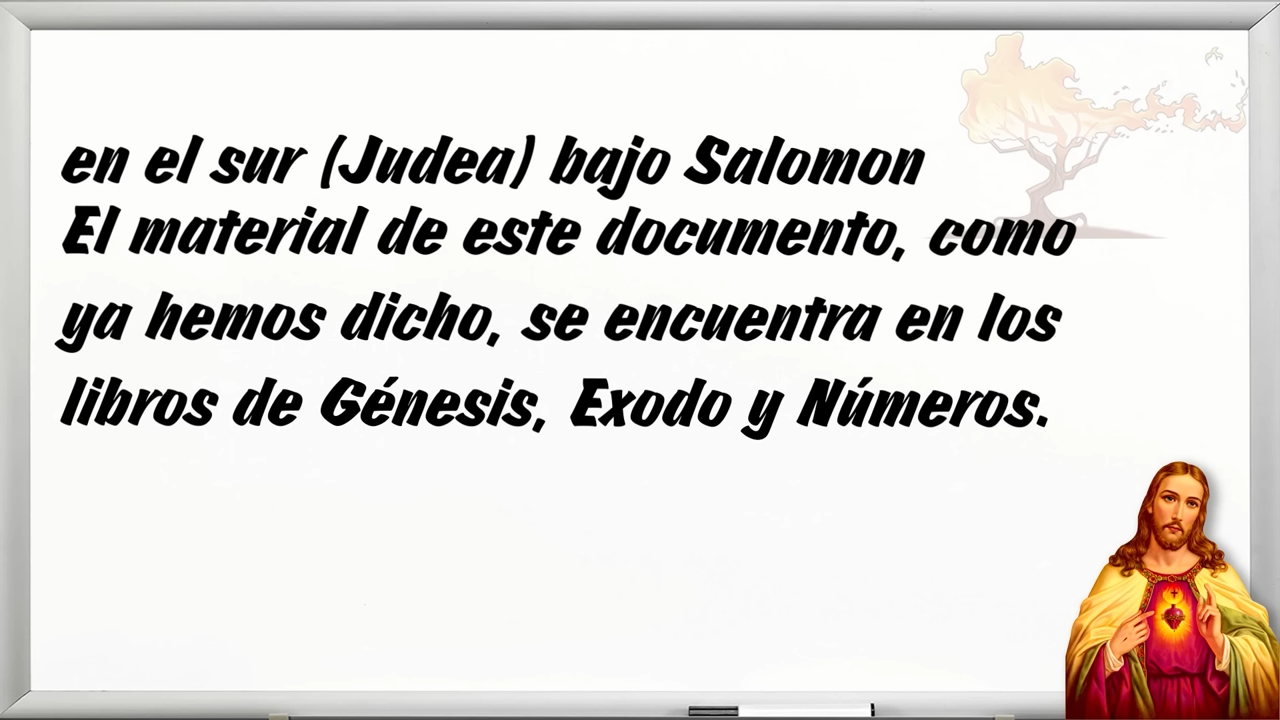 en el sur (Judea) bajo Salomon
El material de este documento, como
ya hemos dicho, se encuentra en los
libros de Génesis, Exodo y Números.